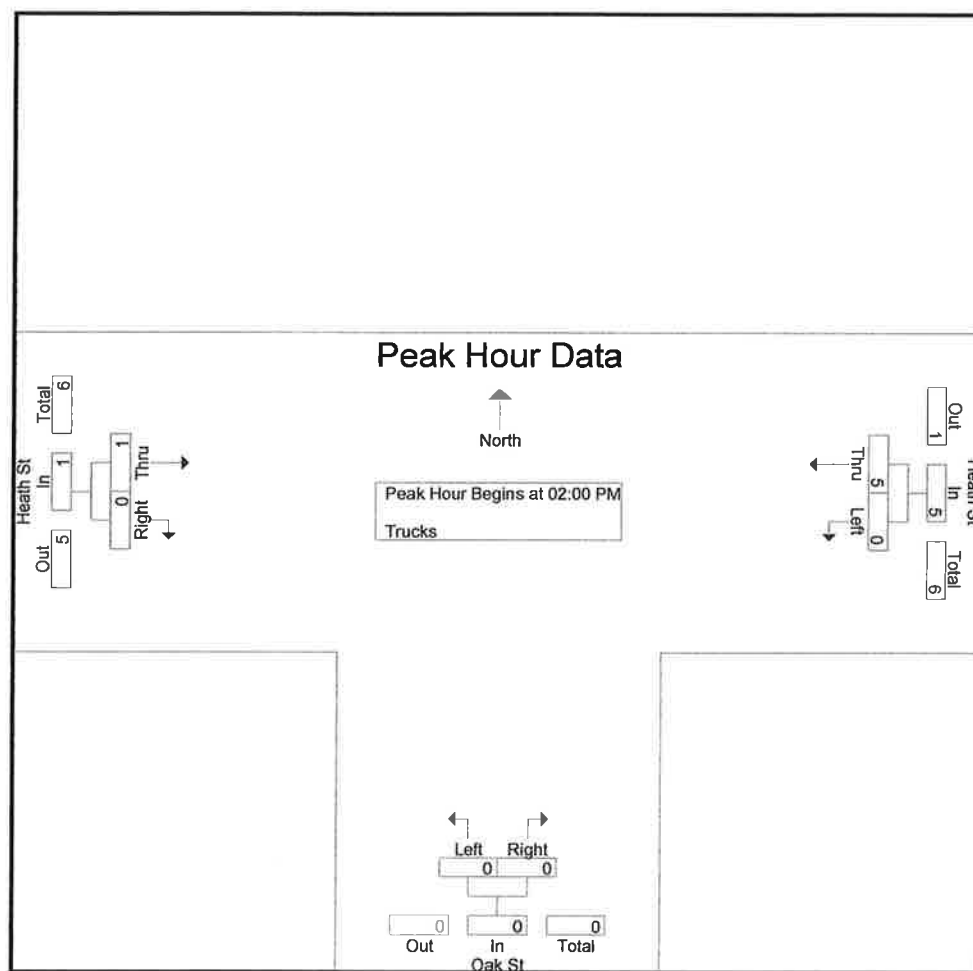 Peak Hour Data
North
Peak Hour Begins at 02:00 PM
Trucks
Heath St
Total
6
In
1
Out
5
Thru
1
Right
0
Out
1
In
5
Total
6
Thru
5
Left
0
Left Right
0 0
0 0 0
Out In Total
Oak St